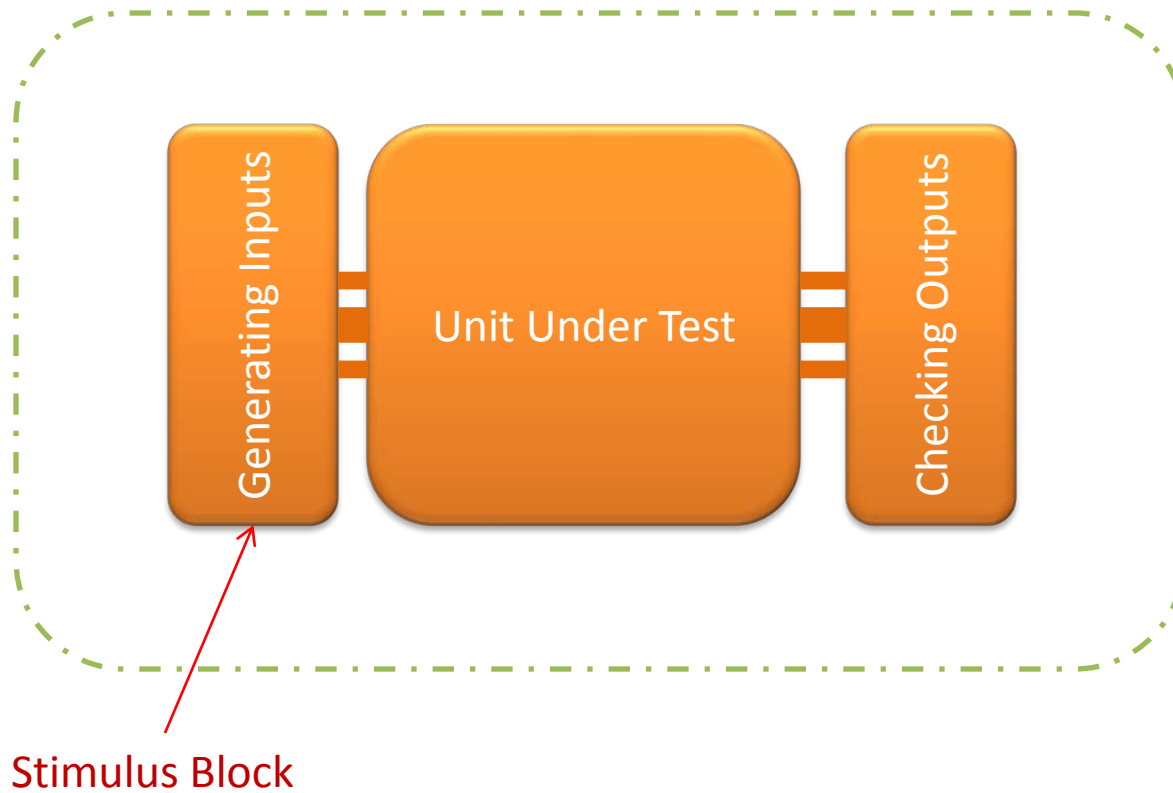 Generating Inputs
Unit Under Test
Checking Outputs
Stimulus Block